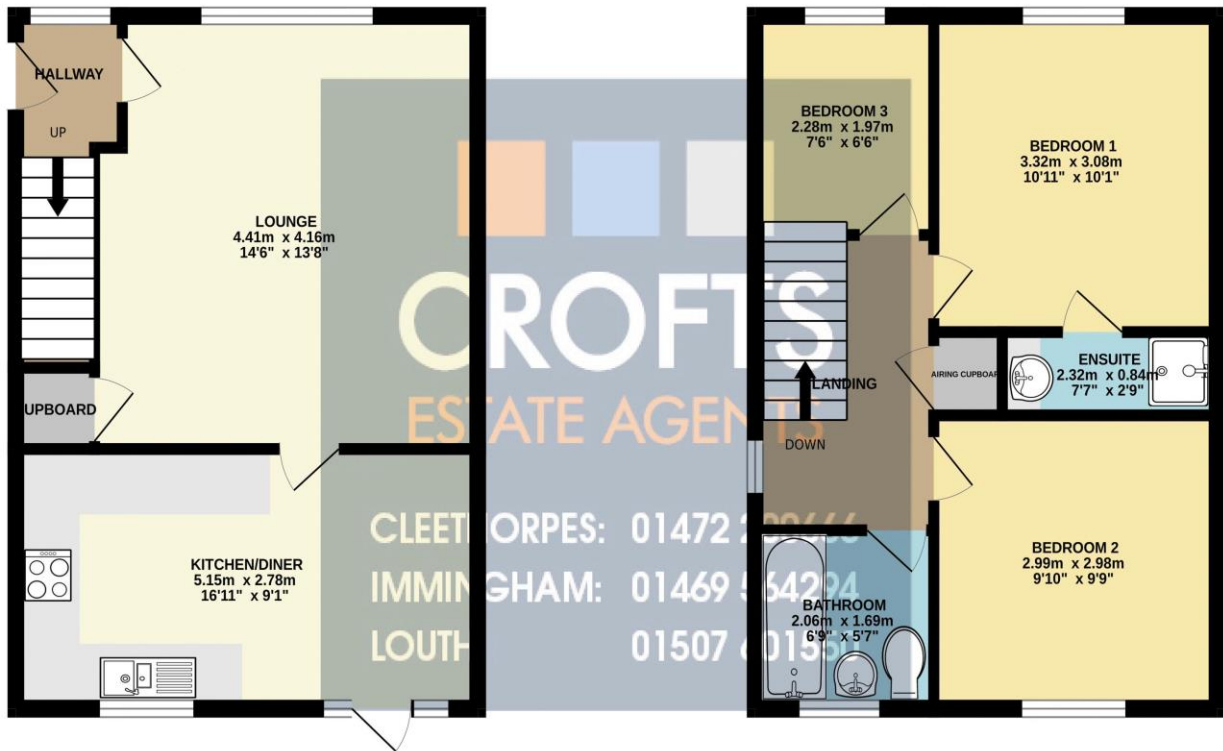 HALLWAY
UP
LOUNGE
4.41m x 4.16m
14'6" x 13'8"
UPBOARD
KITCHEN/DINER
5.15m x 2.78m
16'11" x 9'1"
BEDROOM 3
2.28m x 1.97m
7'6" x 6'6"
BEDROOM 1
3.32m x 3.08m
10'11" x 10'1"
ENSUITE
2.32m x 0.84m
7'7" x 2'9"
AIRING CUPBOAR
LANDING
DOWN
BEDROOM 2
2.99m x 2.98m
9'10" x 9'9"
BATHROOM
2.06m x 1.69m
6'9" x 5'7"
CROFTS
ESTATE AGENTS
CLEETHORPES: 01472
IMMINGHAM: 01469 564294
LOUTH 01507